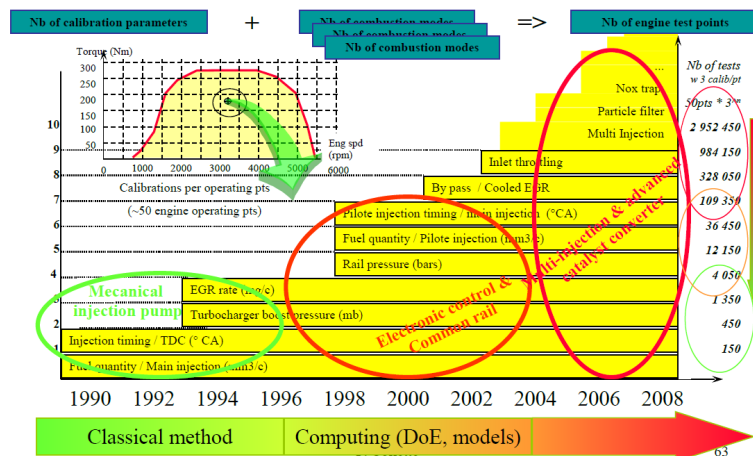 Nb of calibration parameters
+
Nb of combustion modes
Nb of combustion modes
Nb of combustion modes
=>
Nb of engine test points
Torque (Nm)
300
250
200
150
100
50
0
1000
2000
3000
4000
5000
6000
Eng spd
(rpm)
Calibrations per operating pts
(~50 engine operating pts)
...
Nox trap
Particle filter
Multi Injection
Inlet throttling
By pass / Cooled EGR
Pilote injection timing / main injection (°CA)
Fuel quantity / Pilote injection (mm3/c)
Rail pressure (bars)
EGR rate (mg/c)
Turbocharger boost pressure (mb)
Injection timing / TDC (° CA)
Fuel quantity / Main injection (mm3/c)
Mecanical
injection pump
Electronic control &
Common rail
Multi-injection & advanced
catalyst converter
10
9
8
7
6
5
4
3
2
1
Nb of tests
w 3 calib/pt
50pts * 3^n
2 952 450
984 150
328 050
109 350
36 450
12 150
4 050
1 350
450
150
1990
1992
1994
1996
1998
2000
2002
2004
2006
2008
Classical method
Computing (DoE, models)
63